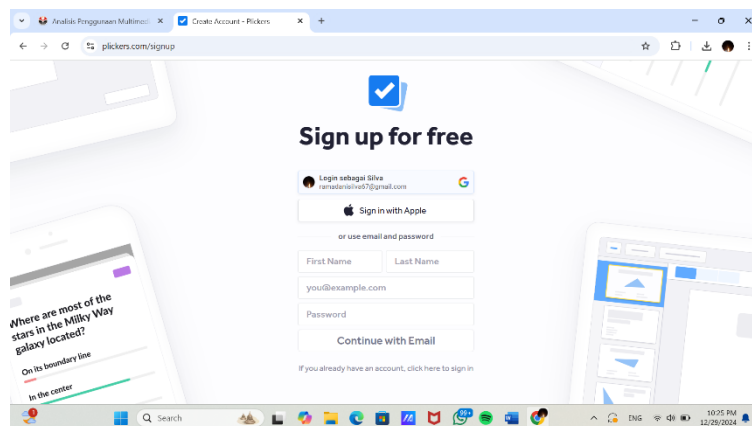 Analisis Penggunaan Multimed
Create Account - Plickers
plickers.com/signup
Sign up for free
Login sebagai Silva
ramadanisilva67@gmail.com
Sign in with Apple
or use email and password
First Name
Last Name
you@example.com
Password
Continue with Email
If you already have an account, click here to sign in
Where are most of the
stars in the Milky Way
galaxy located?
On its boundary line
In the center
Search
99+
ENG
10:25 PM
12/29/2024